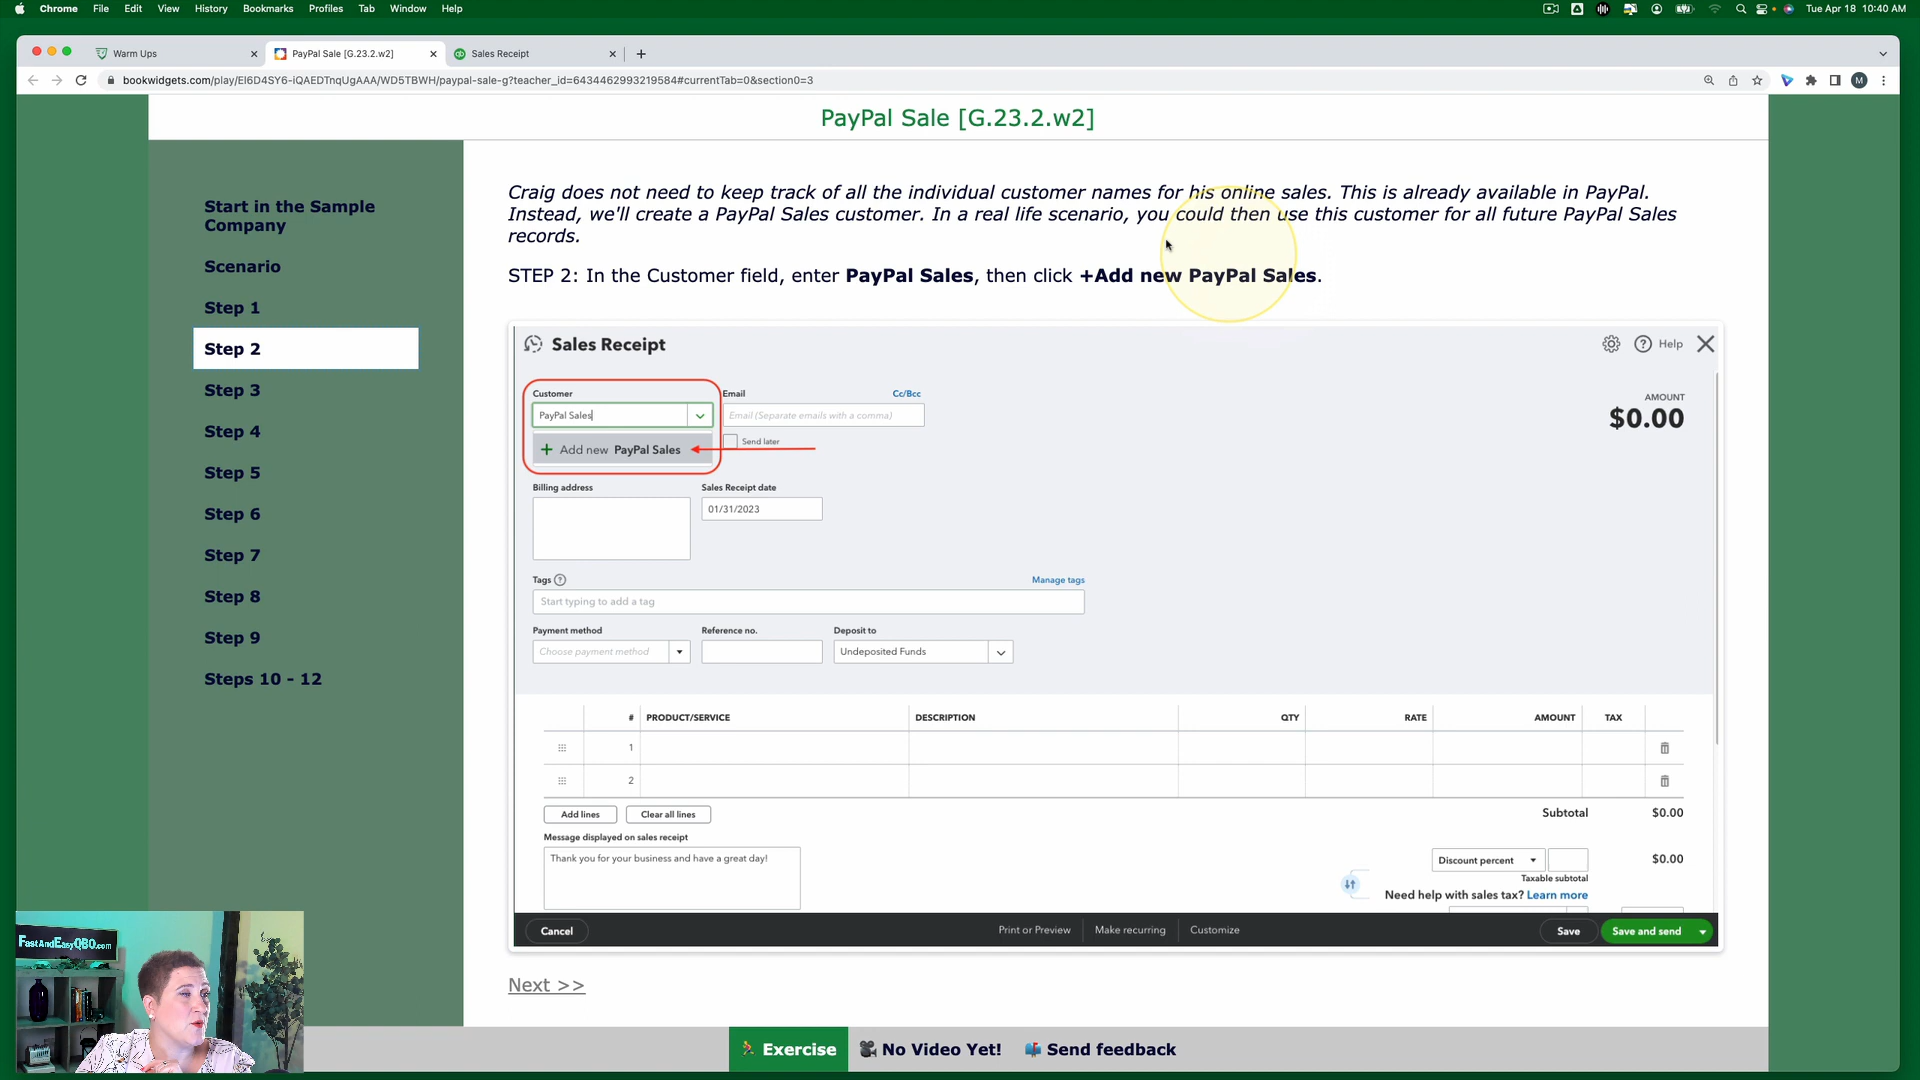 Chrome File Edit View History Bookmarks Profiles Tab Window Help
Tue Apr 18 10:40 AM
Warm Ups
PayPal Sale [G.23.2.w2]
Sales Receipt
bookwidgets.com/play/EI6D4SY6-iQAEDTnqUgAAA/WD5TBWH/paypal-sale-g?teacher_id=6434462993219584#currentTab=0&section0=3
M
PayPal Sale [G.23.2.w2]
Start in the Sample
Company
Scenario
Step 1
Step 2
Step 3
Step 4
Step 5
Step 6
Step 7
Step 8
Step 9
Steps 10 - 12
Craig does not need to keep track of all the individual customer names for his online sales. This is already available in PayPal.
Instead, we'll create a PayPal Sales customer. In a real life scenario, you could then use this customer for all future PayPal Sales
records.
STEP 2: In the Customer field, enter PayPal Sales, then click +Add new PayPal Sales.
Sales Receipt
Help
Customer
Email
Cc/Bcc
PayPal Sales
Email (Separate emails with a comma)
+ Add new PayPal Sales
Send later
AMOUNT
$0.00
Billing address
Sales Receipt date
01/31/2023
Tags
Manage tags
Start typing to add a tag
Payment method
Reference no.
Deposit to
Choose payment method
Undeposited Funds
# PRODUCT/SERVICE DESCRIPTION QTY RATE AMOUNT TAX
1
2
Add lines
Clear all lines
Subtotal $0.00
Message displayed on sales receipt
Thank you for your business and have a great day!
Discount percent
$0.00
Taxable subtotal
Need help with sales tax? Learn more
Cancel
Print or Preview
Make recurring
Customize
Save
Save and send
Next >>
FastAndEasyQBO.com
Exercise
No Video Yet!
Send feedback